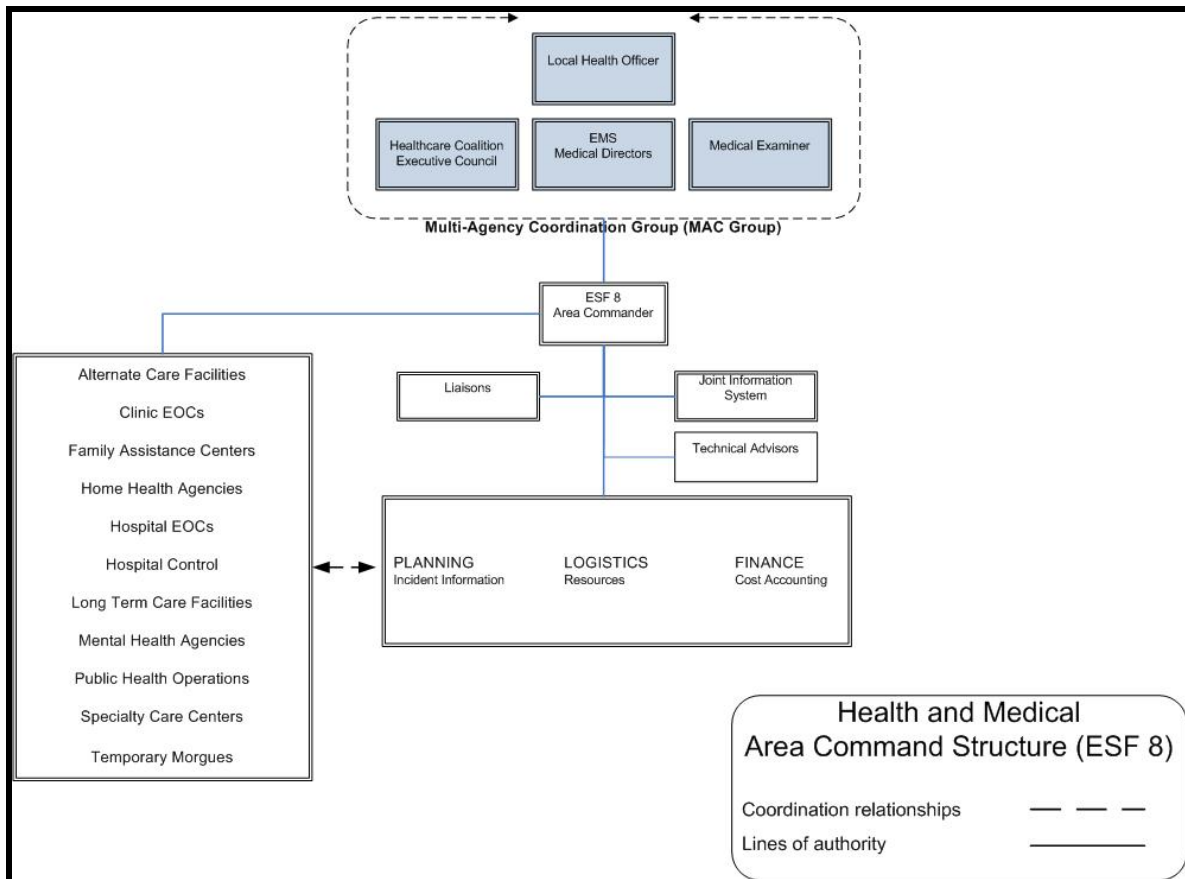 Local Health Officer
Healthcare Coalition
Executive Council
EMS
Medical Directors
Medical Examiner
Multi-Agency Coordination Group (MAC Group)
ESF 8
Area Commander
Alternate Care Facilities
Clinic EOCs
Family Assistance Centers
Home Health Agencies
Hospital EOCs
Hospital Control
Long Term Care Facilities
Mental Health Agencies
Public Health Operations
Specialty Care Centers
Temporary Morgues
Liaisons
Joint Information
System
Technical Advisors
PLANNING
Incident Information
LOGISTICS
Resources
FINANCE
Cost Accounting
Health and Medical
Area Command Structure (ESF 8)
Coordination relationships
Lines of authority